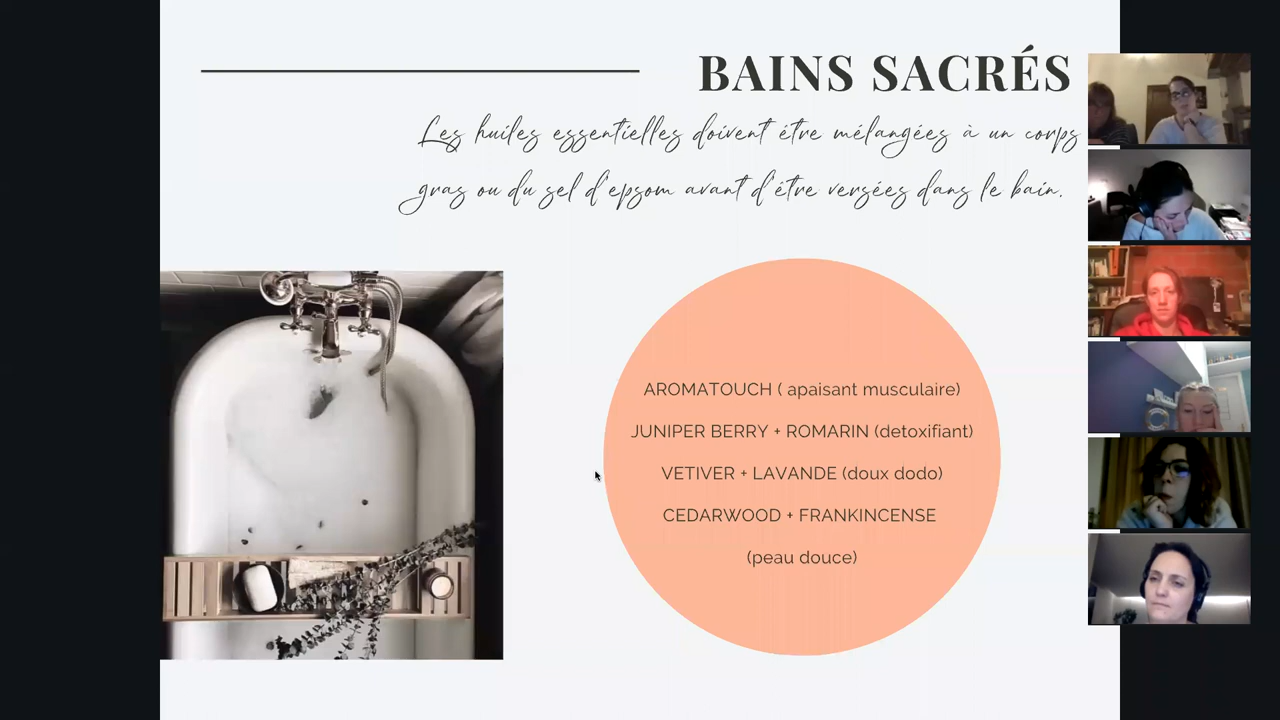 BAINS SACRÉS
Les huiles essentielles doivent être mélangées à un corps
gras ou du sel d'epsom avant d'être versées dans le bain.
AROMATOUCH ( apaisant musculaire)
JUNIPER BERRY + ROMARIN (detoxifiant)
VETIVER + LAVANDE (doux dodo)
CEDARWOOD + FRANKINCENSE
(peau douce)